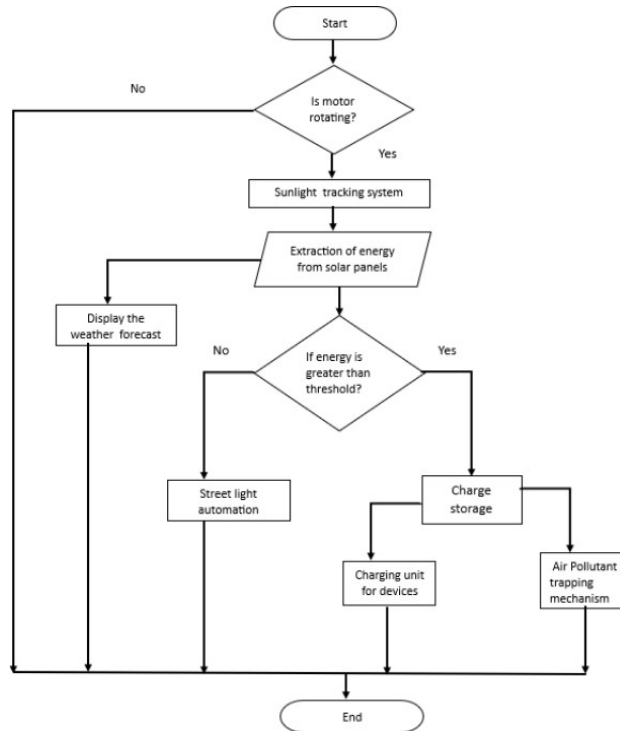 Start
No
Is motor
rotating?
Yes
Sunlight tracking system
Extraction of energy
from solar panels
Display the
weather forecast
No
If energy is
greater than
threshold?
Yes
Street light
automation
Charge
storage
Charging unit
for devices
Air Pollutant
trapping
mechanism
End